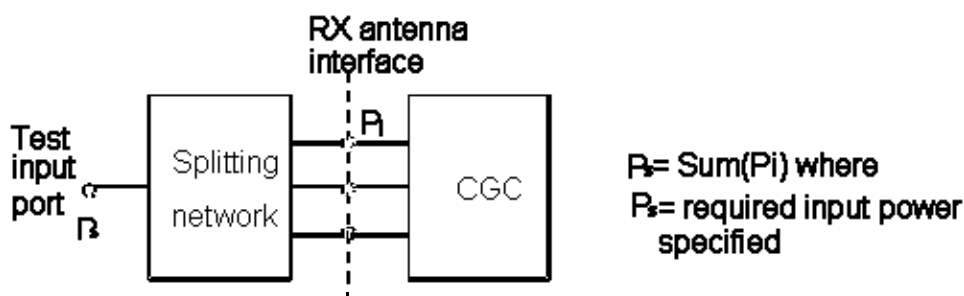 RX antenna
interface
Test
input
port
Ps
Splitting
network
Pi
CGC
Ps= Sum(Pi) where
Ps= required input power
specified